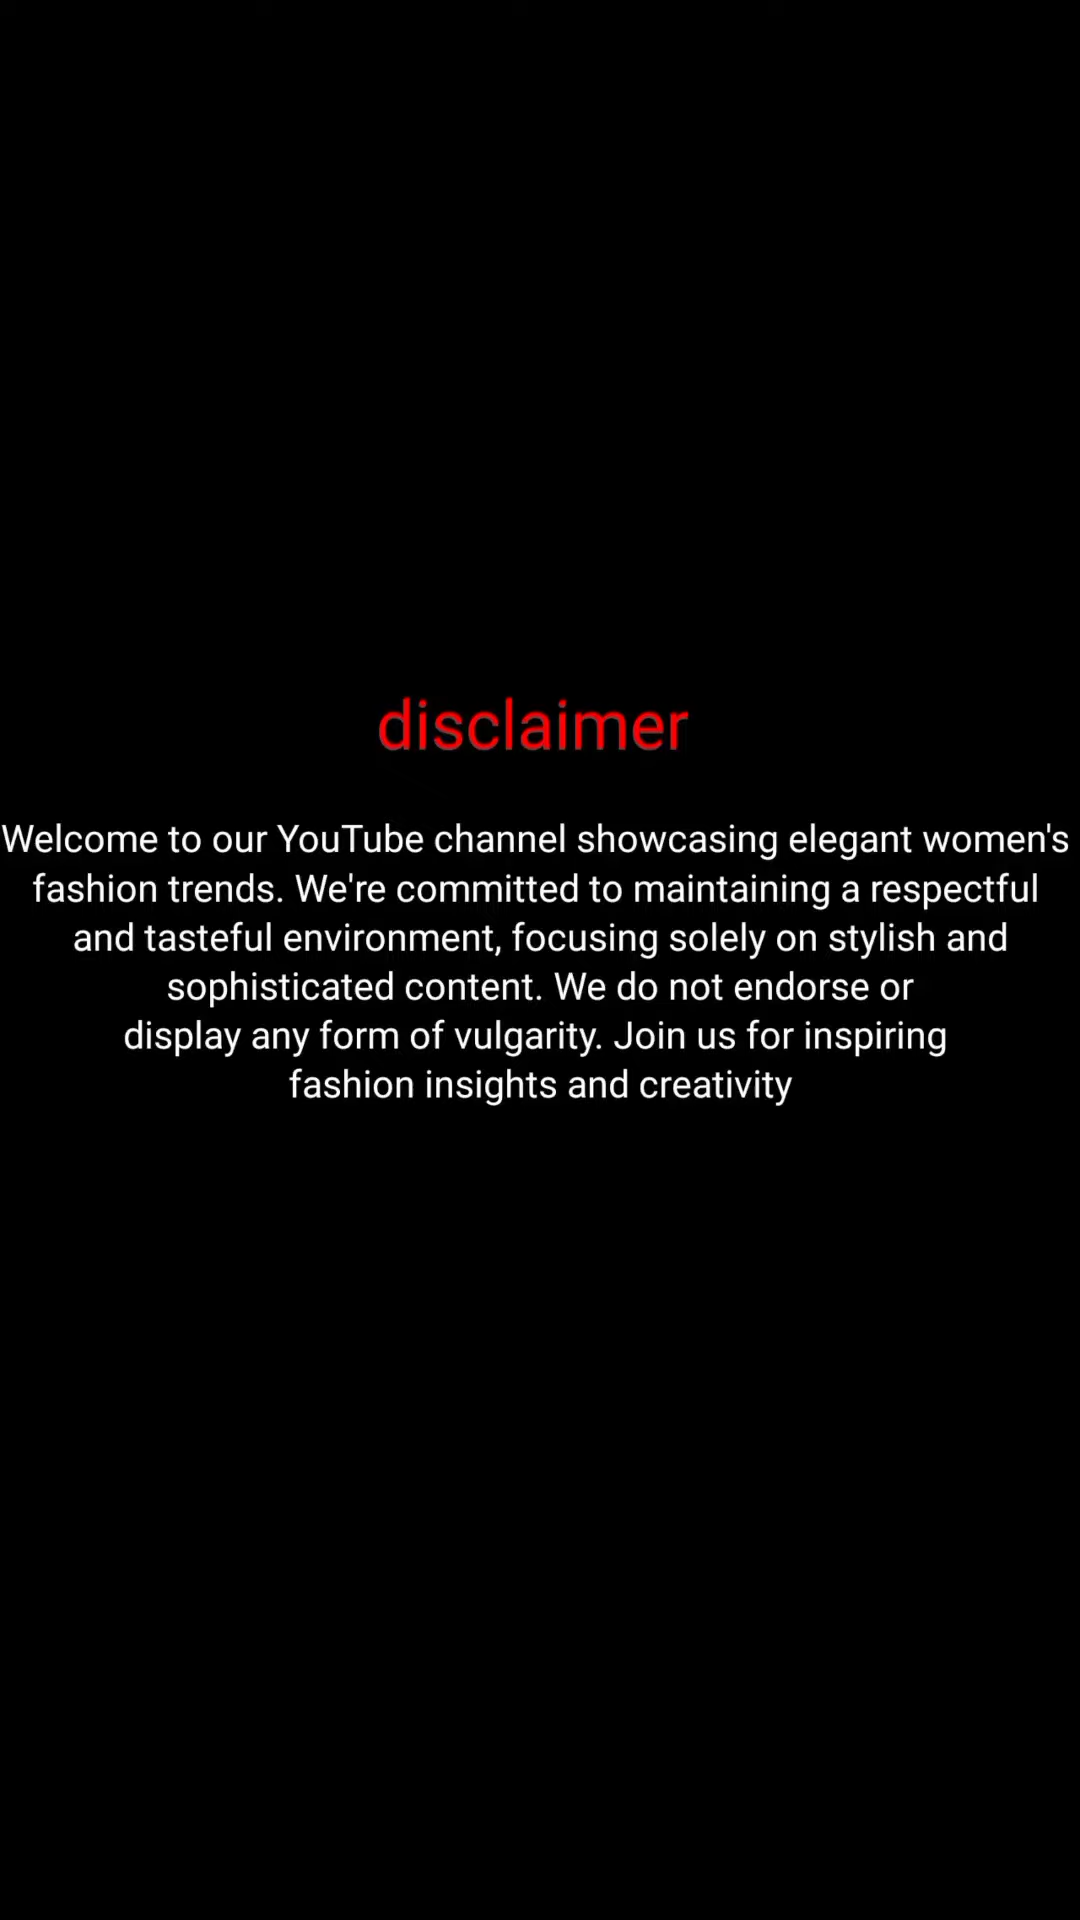 disclaimer
Welcome to our YouTube channel showcasing elegant women's
fashion trends. We're committed to maintaining a respectful
and tasteful environment, focusing solely on stylish and
sophisticated content. We do not endorse or
display any form of vulgarity. Join us for inspiring
fashion insights and creativity